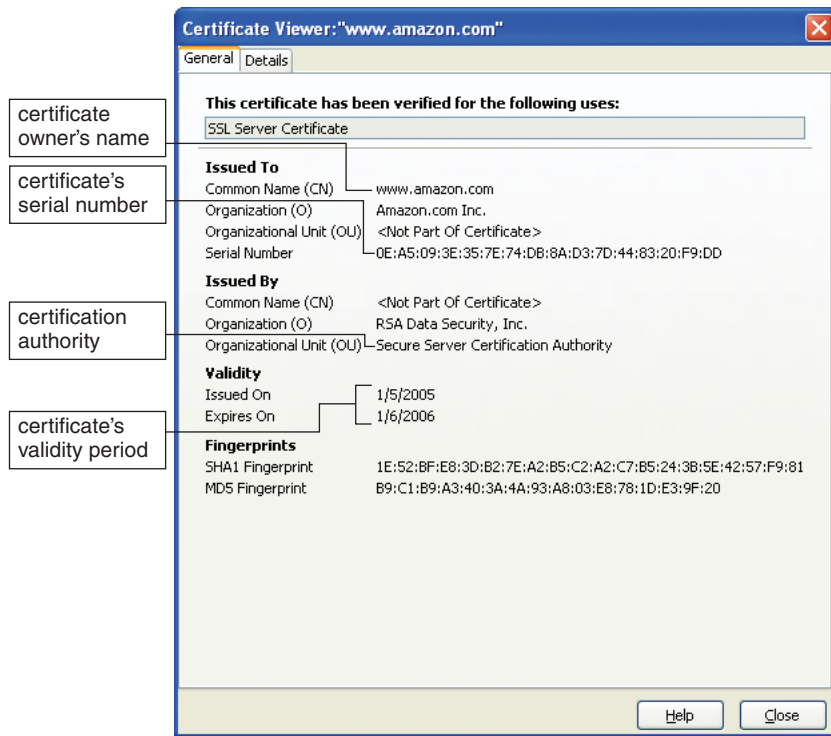 Certificate Viewer:"www.amazon.com"
General Details
This certificate has been verified for the following uses:
SSL Server Certificate
certificate
owner's name
certificate's
serial number
certification
authority
certificate's
validity period
Issued To
Common Name (CN) www.amazon.com
Organization (O) Amazon.com Inc.
Organizational Unit (OU) <Not Part Of Certificate>
Serial Number 0E:A5:09:3E:35:7E:74:DB:8A:D3:7D:44:83:20:F9:DD
Issued By
Common Name (CN) <Not Part Of Certificate>
Organization (O) RSA Data Security, Inc.
Organizational Unit (OU) Secure Server Certification Authority
Validity
Issued On 1/5/2005
Expires On 1/6/2006
Fingerprints
SHA1 Fingerprint 1E:52:BF:E8:3D:B2:7E:A2:B5:C2:A2:C7:B5:24:3B:5E:42:57:F9:81
MD5 Fingerprint B9:C1:B9:A3:40:3A:4A:93:A8:03:E8:78:1D:E3:9F:20
Help Close